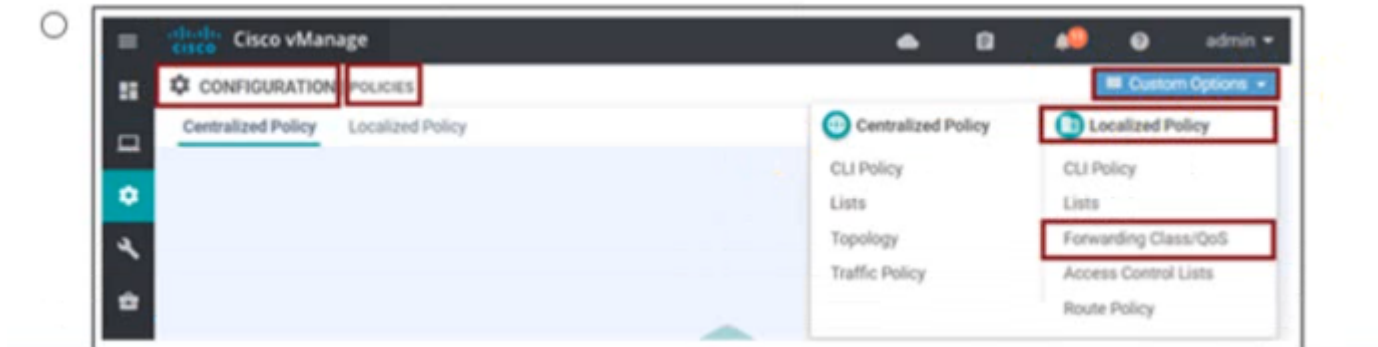 CISCO Cisco vManage admin
CONFIGURATION POLICIES Custom Options
Centralized Policy Localized Policy
Centralized Policy Localized Policy
CLI Policy CLI Policy
Lists Lists
Topology Forwarding Class/QoS
Traffic Policy Access Control Lists
Route Policy